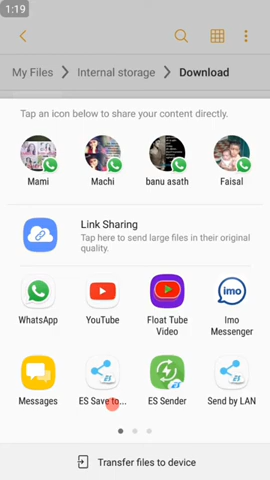 1:19
My Files > Internal storage > Download
Tap an icon below to share your content directly.
Mami Machi banu asath Faisal
Link Sharing
Tap here to send large files in their original
quality.
WhatsApp YouTube Float Tube Video Imo Messenger
Messages ES Save to... ES Sender Send by LAN
Transfer files to device